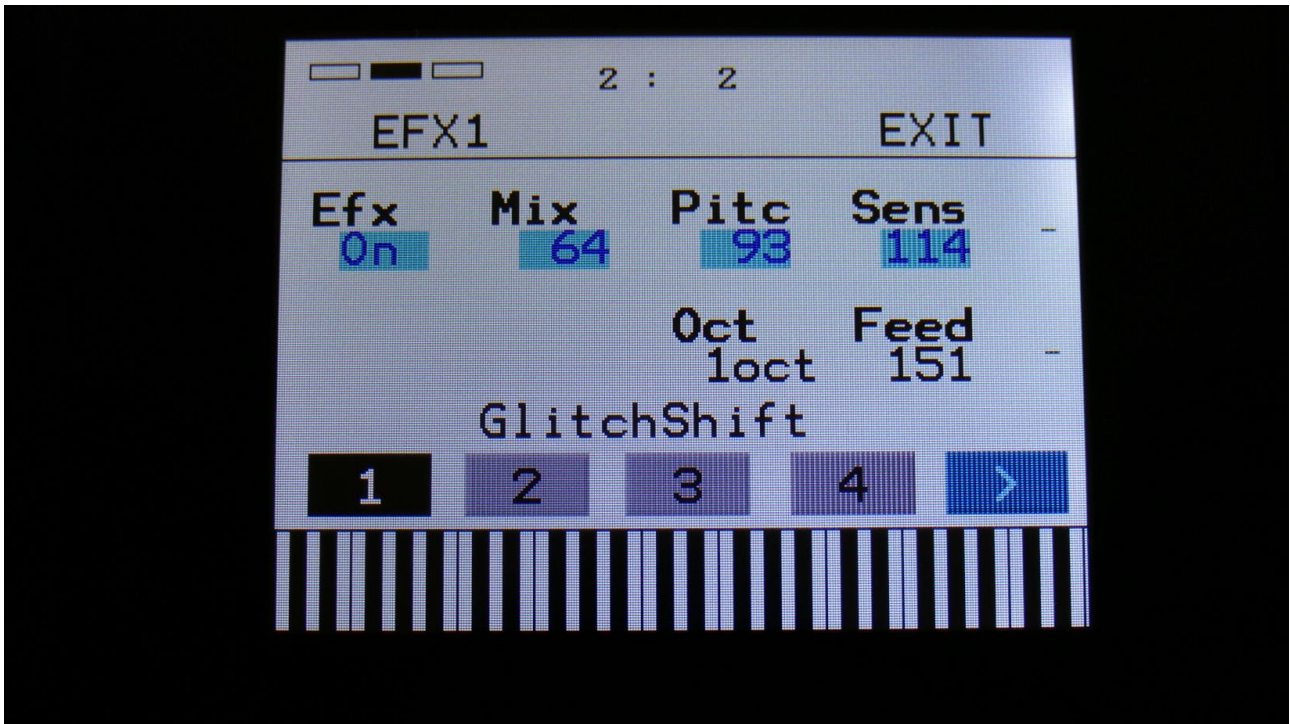 2 : 2
EFX1 EXIT
Efx Mix Pitc Sens -
On 64 93 114
Oct Feed -
1oct 151
GlitchShift
1 2 3 4 >